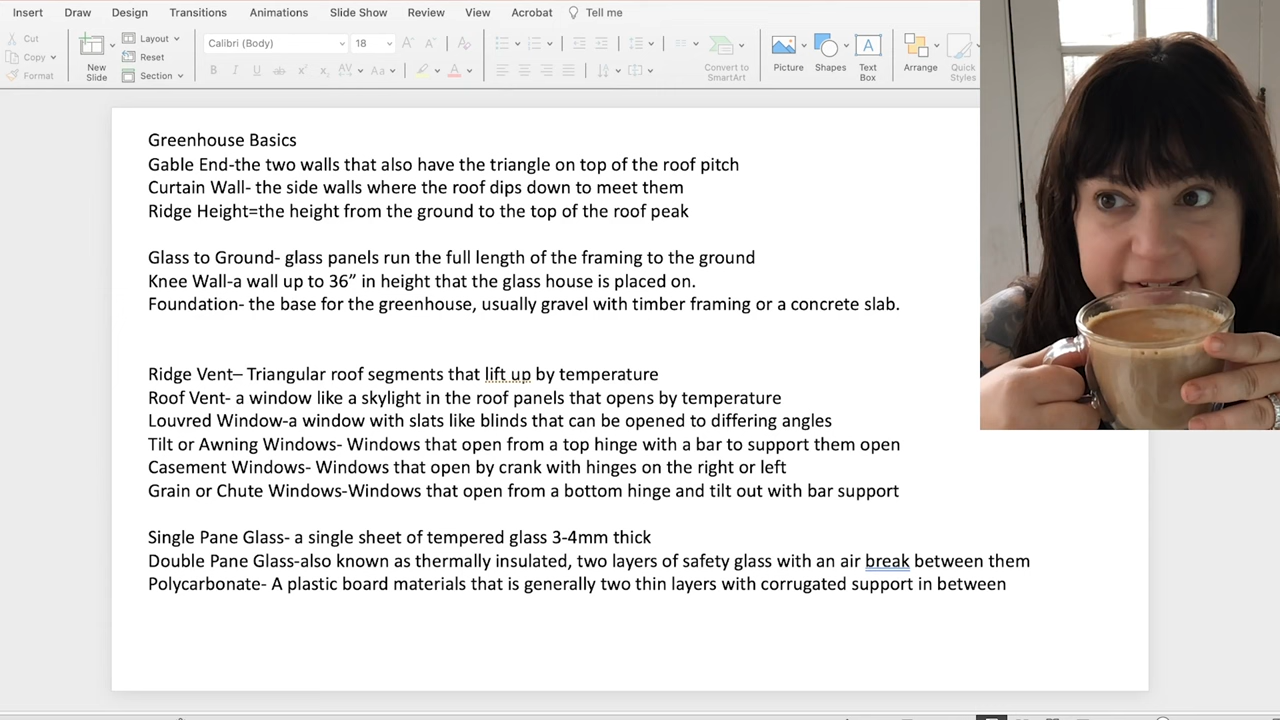 Insert Draw Design Transitions Animations Slide Show Review View Acrobat Tell me
Cut
Copy
Format
New Slide
Layout
Reset
Section
Calibri (Body) 18
Convert to SmartArt
Picture
Shapes
Text Box
Arrange
Quick Styles
Greenhouse Basics
Gable End-the two walls that also have the triangle on top of the roof pitch
Curtain Wall- the side walls where the roof dips down to meet them
Ridge Height=the height from the ground to the top of the roof peak
Glass to Ground- glass panels run the full length of the framing to the ground
Knee Wall-a wall up to 36” in height that the glass house is placed on.
Foundation- the base for the greenhouse, usually gravel with timber framing or a concrete slab.
Ridge Vent– Triangular roof segments that lift up by temperature
Roof Vent- a window like a skylight in the roof panels that opens by temperature
Louvred Window-a window with slats like blinds that can be opened to differing angles
Tilt or Awning Windows- Windows that open from a top hinge with a bar to support them open
Casement Windows- Windows that open by crank with hinges on the right or left
Grain or Chute Windows-Windows that open from a bottom hinge and tilt out with bar support
Single Pane Glass- a single sheet of tempered glass 3-4mm thick
Double Pane Glass-also known as thermally insulated, two layers of safety glass with an air break between them
Polycarbonate- A plastic board materials that is generally two thin layers with corrugated support in between